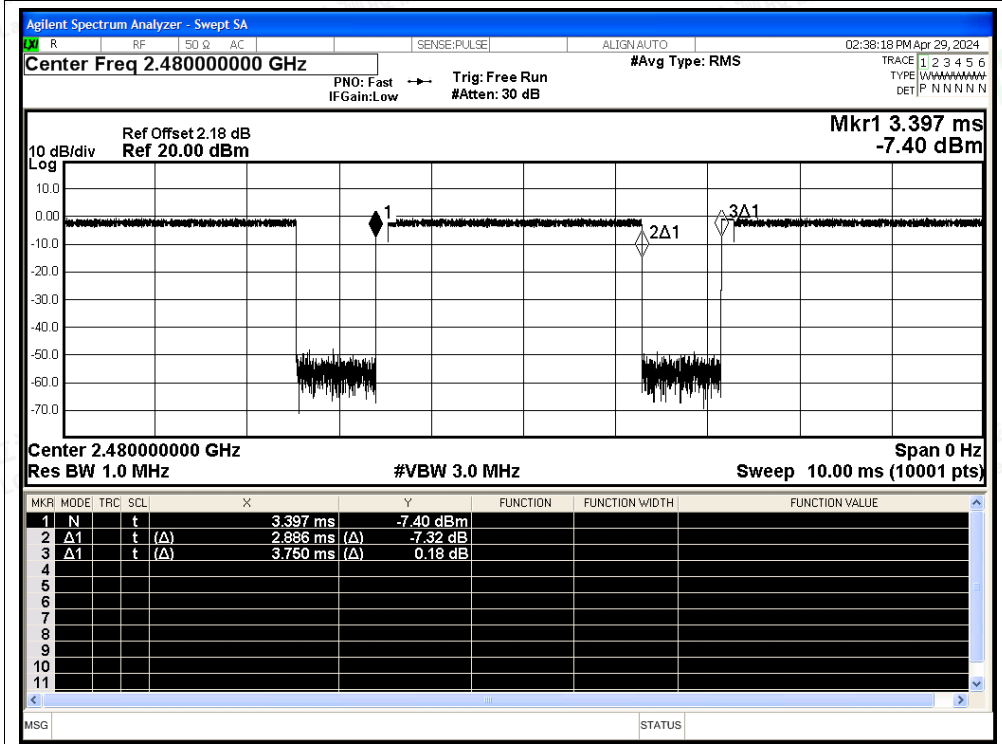 Agilent Spectrum Analyzer - Swept SA
LXI R RF 50 Ω AC SENSE:PULSE ALIGN AUTO 02:38:18 PM Apr 29, 2024
Center Freq 2.480000000 GHz #Avg Type: RMS TRACE 1 2 3 4 5 6
PNO: Fast Trig: Free Run TYPE
IFGain:Low #Atten: 30 dB DET P N N N N N
Mkr1 3.397 ms
Ref Offset 2.18 dB
10 dB/div Ref 20.00 dBm -7.40 dBm
Log
10.0
0.00
-10.0
-20.0
-30.0
-40.0
-50.0
-60.0
-70.0
1
2Δ1
3Δ1
Center 2.480000000 GHz Span 0 Hz
Res BW 1.0 MHz #VBW 3.0 MHz Sweep 10.00 ms (10001 pts)
MKR MODE TRC SCL X Y FUNCTION FUNCTION WIDTH FUNCTION VALUE
1 N t 3.397 ms -7.40 dBm
2 Δ1 t (Δ) 2.886 ms (Δ) -7.32 dB
3 Δ1 t (Δ) 3.750 ms (Δ) 0.18 dB
4
5
6
7
8
9
10
11
MSG STATUS